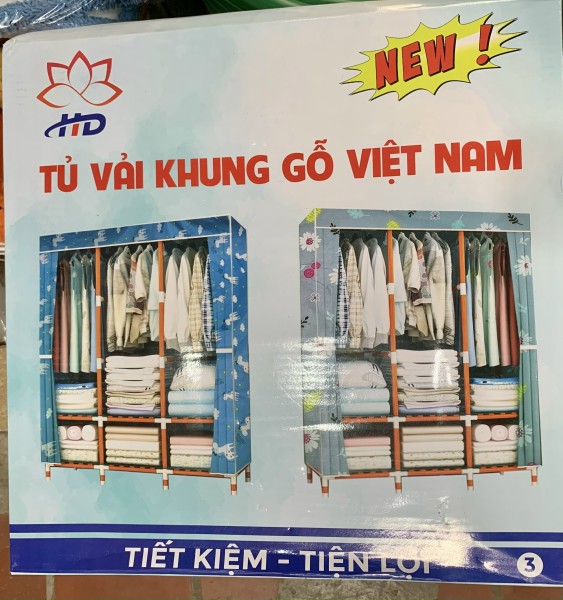 NEW !
HD
TỦ VẢI KHUNG GỖ VIỆT NAM
TIẾT KIỆM - TIỆN LỢI
3